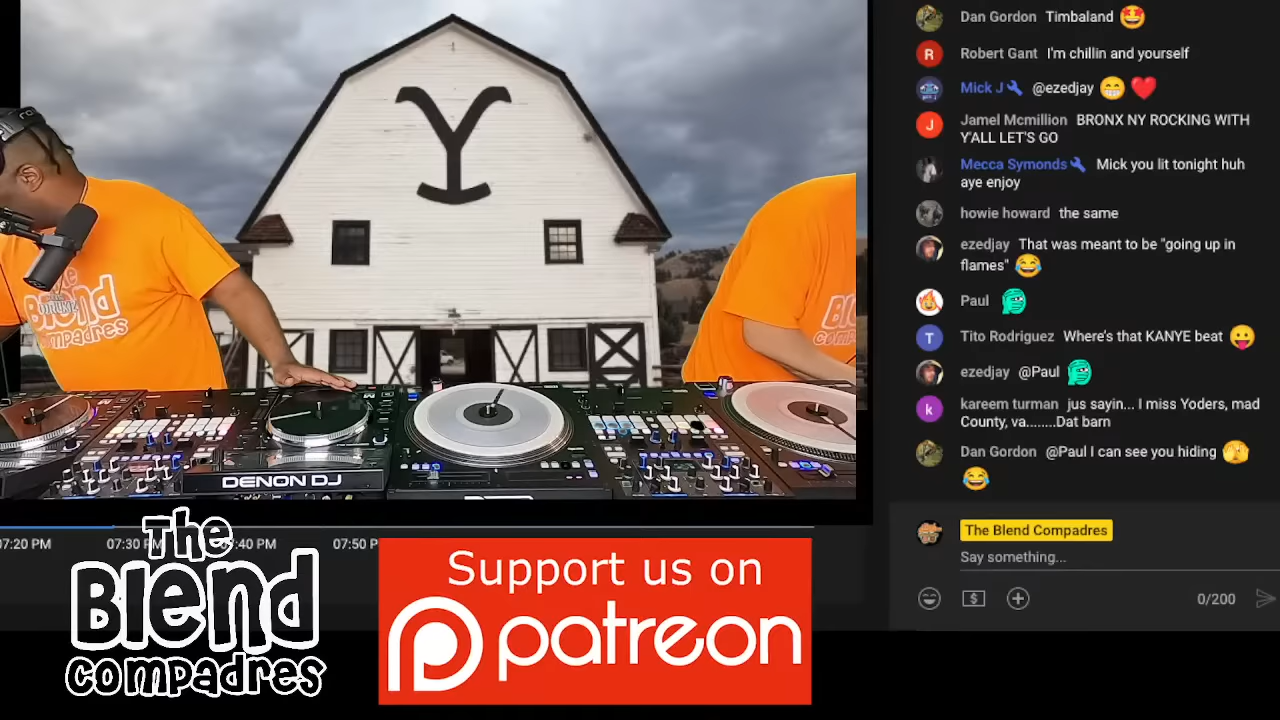 Dan Gordon Timbaland
Robert Gant I'm chillin and yourself
Mick J @ezedjay
Jamel Mcmillion BRONX NY ROCKING WITH
Y'ALL LET'S GO
Mecca Symonds Mick you lit tonight huh
aye enjoy
howie howard the same
ezedjay That was meant to be "going up in
flames"
Paul
Tito Rodriguez Where's that KANYE beat
ezedjay @Paul
kareem turman jus sayin... I miss Yoders, mad
County, va........Dat barn
Dan Gordon @Paul I can see you hiding
The Blend Compadres
Say something...
0/200
Y
Blend
compadres
DENON DJ
07:20 PM 07:30 PM 07:40 PM 07:50 P
The
Blend
compadres
Support us on
patreon